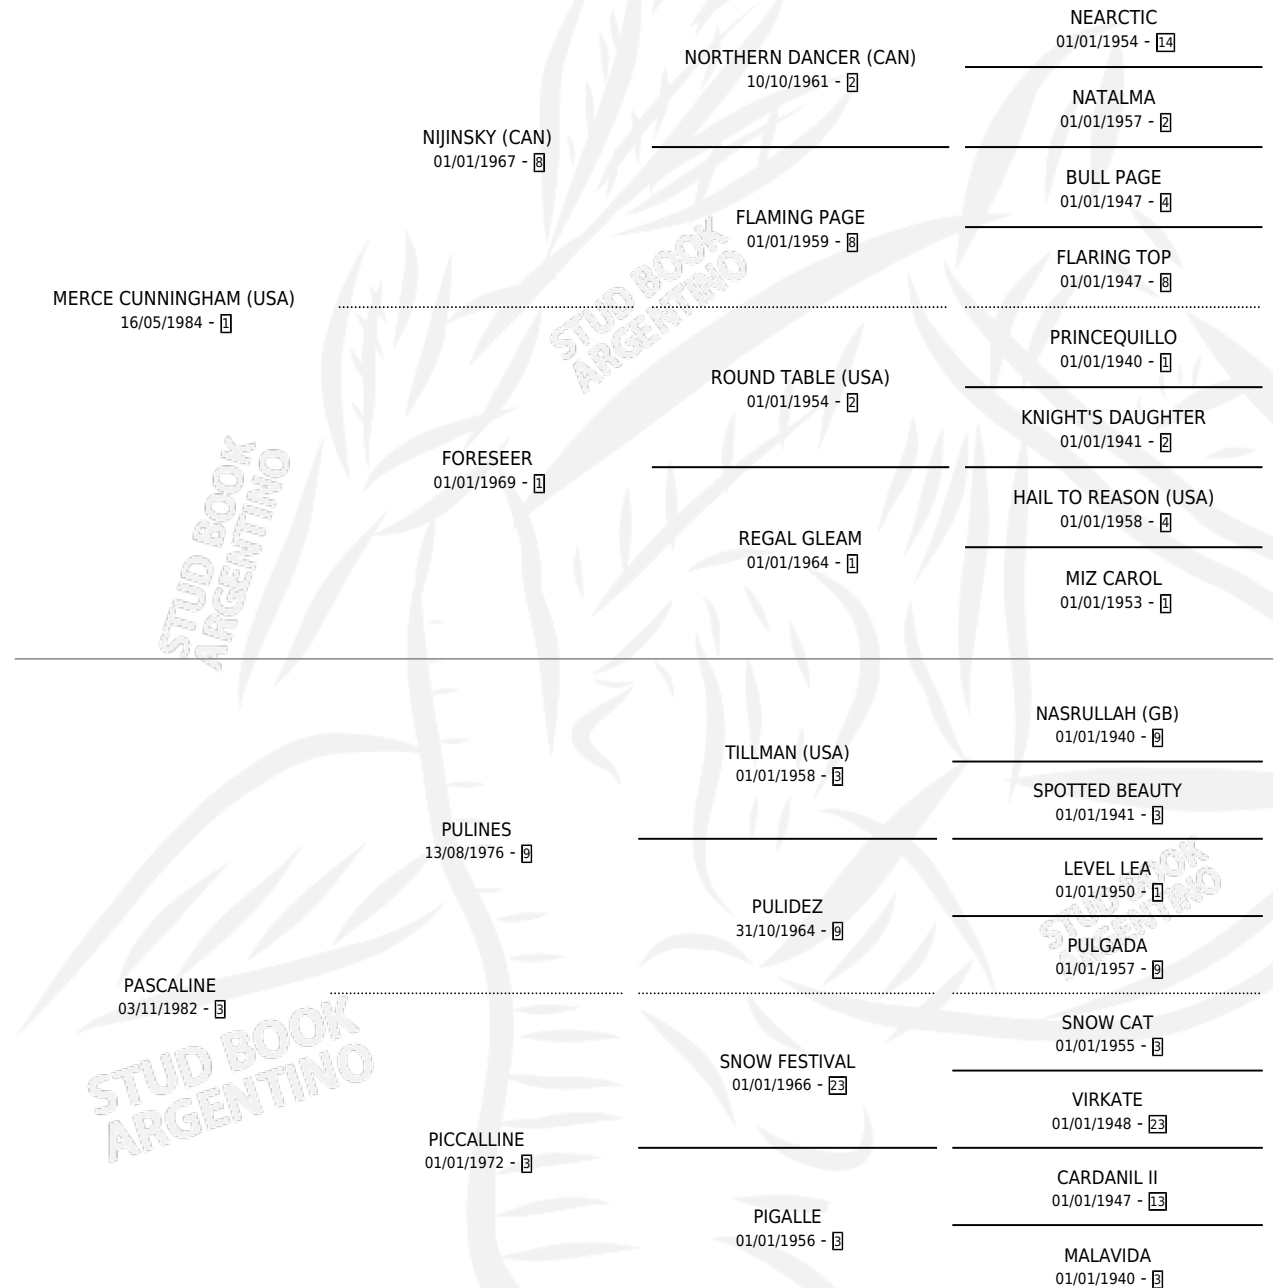 NEARCTIC
01/01/1954 - 14
NORTHERN DANCER (CAN)
10/10/1961 - 2
NATALMA
01/01/1957 - 2
NIJINSKY (CAN)
01/01/1967 - 8
BULL PAGE
01/01/1947 - 4
FLAMING PAGE
01/01/1959 - 8
FLARING TOP
01/01/1947 - 8
MERCE CUNNINGHAM (USA)
16/05/1984 - 1
PRINCEQUILLO
01/01/1940 - 1
ROUND TABLE (USA)
01/01/1954 - 2
KNIGHT'S DAUGHTER
01/01/1941 - 2
FORESEER
01/01/1969 - 1
HAIL TO REASON (USA)
01/01/1958 - 4
REGAL GLEAM
01/01/1964 - 1
MIZ CAROL
01/01/1953 - 1
NASRULLAH (GB)
01/01/1940 - 9
TILLMAN (USA)
01/01/1958 - 3
SPOTTED BEAUTY
01/01/1941 - 3
PULINES
13/08/1976 - 9
LEVEL LEA
01/01/1950 - 1
PULIDEZ
31/10/1964 - 9
PULGADA
01/01/1957 - 9
PASCALINE
03/11/1982 - 3
SNOW CAT
01/01/1955 - 3
SNOW FESTIVAL
01/01/1966 - 23
VIRKATE
01/01/1948 - 23
PICCALLINE
01/01/1972 - 3
CARDANIL II
01/01/1947 - 13
PIGALLE
01/01/1956 - 3
MALAVIDA
01/01/1940 - 3
STUD BOOK
ARGENTINO
STUD BOOK
ARGENTINO
STUD BOOK
ARGENTINO
STUD BOOK
ARGENTINO